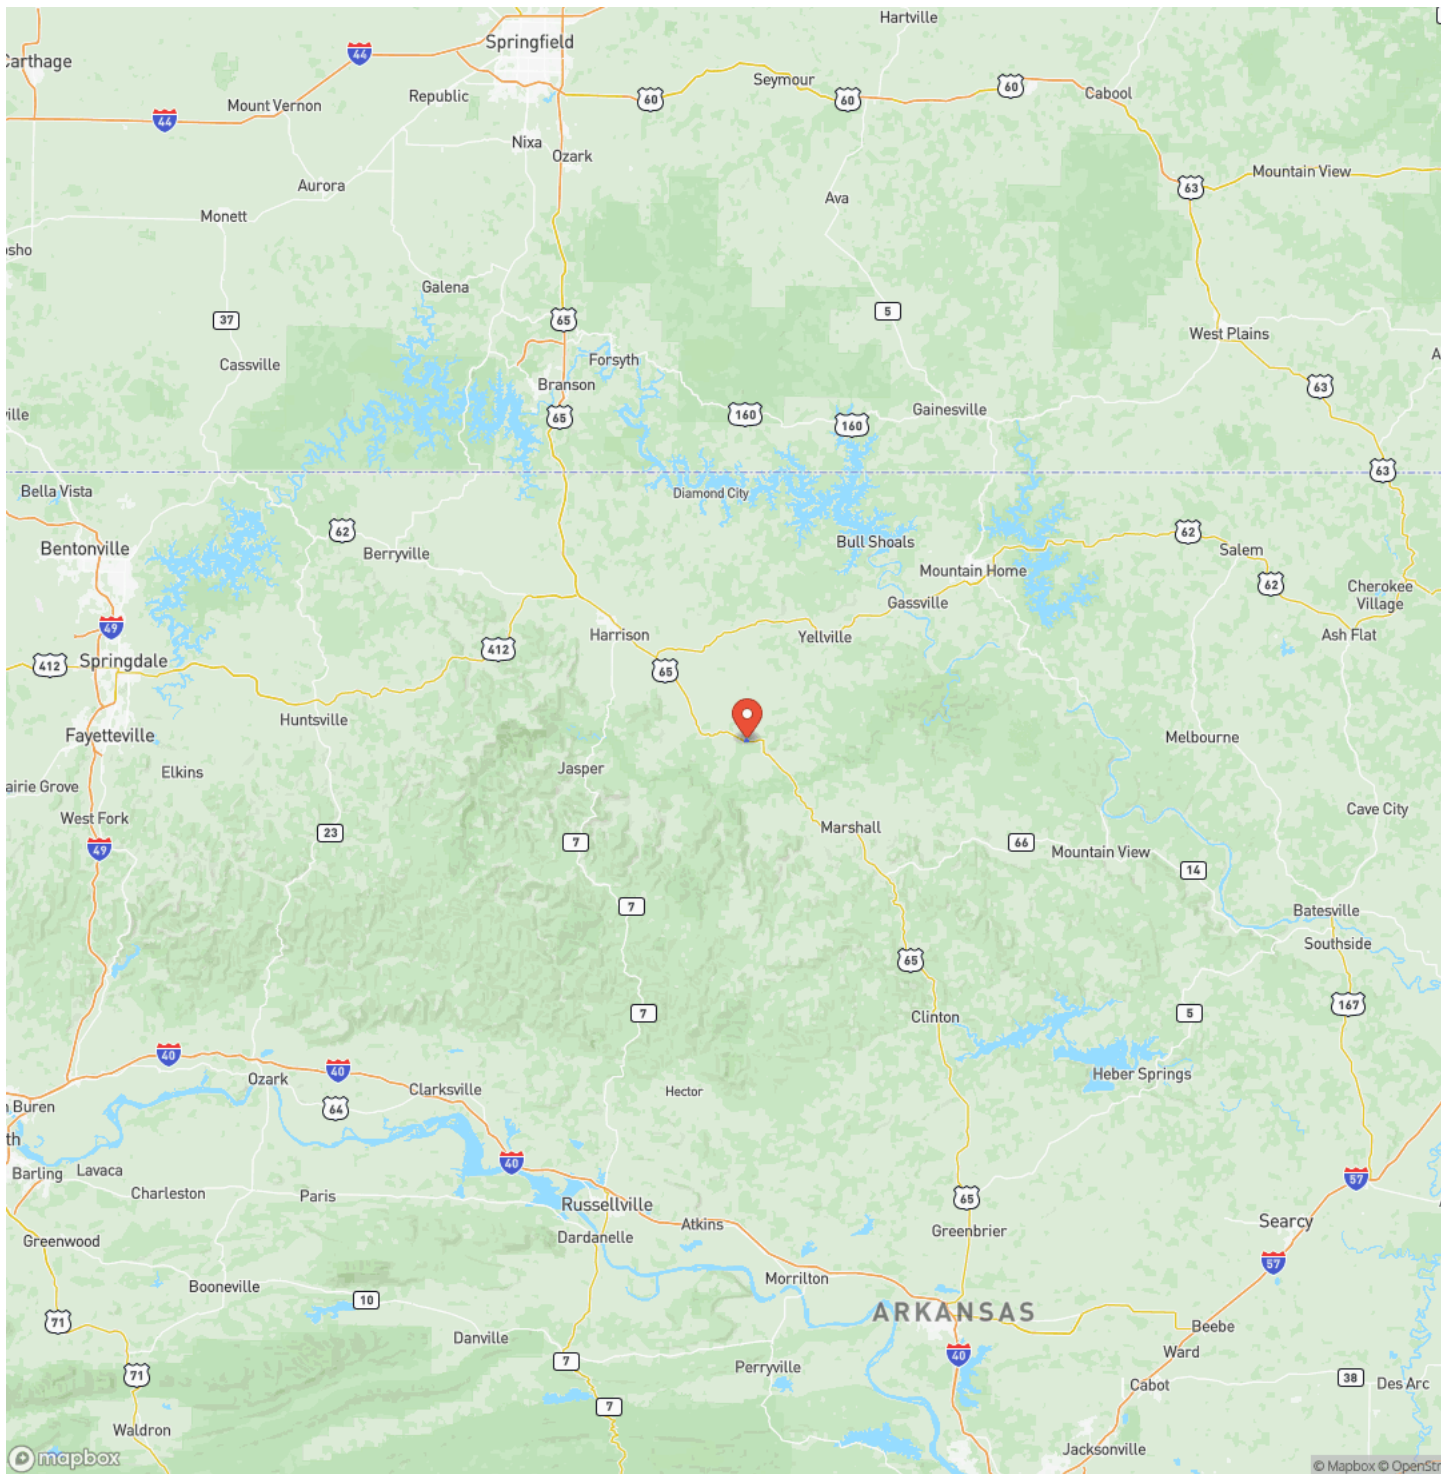 Hartville
Springfield
44
Carthage
Seymour
60
60
60
Cabool
Republic
Mount Vernon
44
Nixa
Ozark
Mountain View
63
Aurora
Ava
Monett
osho
Galena
5
37
65
West Plains
Forsyth
Cassville
Branson
63
ville
65
160
160
Gainesville
63
Bella Vista
Diamond City
62
62
Bull Shoals
Bentonville
Berryville
Salem
Mountain Home
62
Cherokee
Village
Gassville
49
Harrison
Yellville
Ash Flat
412
412
Springdale
65
Huntsville
Fayetteville
Melbourne
Elkins
Jasper
airie Grove
Cave City
West Fork
23
Marshall
7
66
49
Mountain View
14
7
Batesville
Southside
65
167
7
Clinton
5
40
40
Ozark
Heber Springs
Clarksville
Hector
n Buren
64
th
40
Barling
Lavaca
57
Charleston
Paris
Russellville
65
Atkins
Searcy
Greenbrier
Dardanelle
Greenwood
57
Morrilton
Booneville
10
ARKANSAS
71
Beebe
Danville
Ward
40
7
Perryville
71
38
Des Arc
Cabot
7
Waldron
Jacksonville
mapbox
© Mapbox © OpenStr